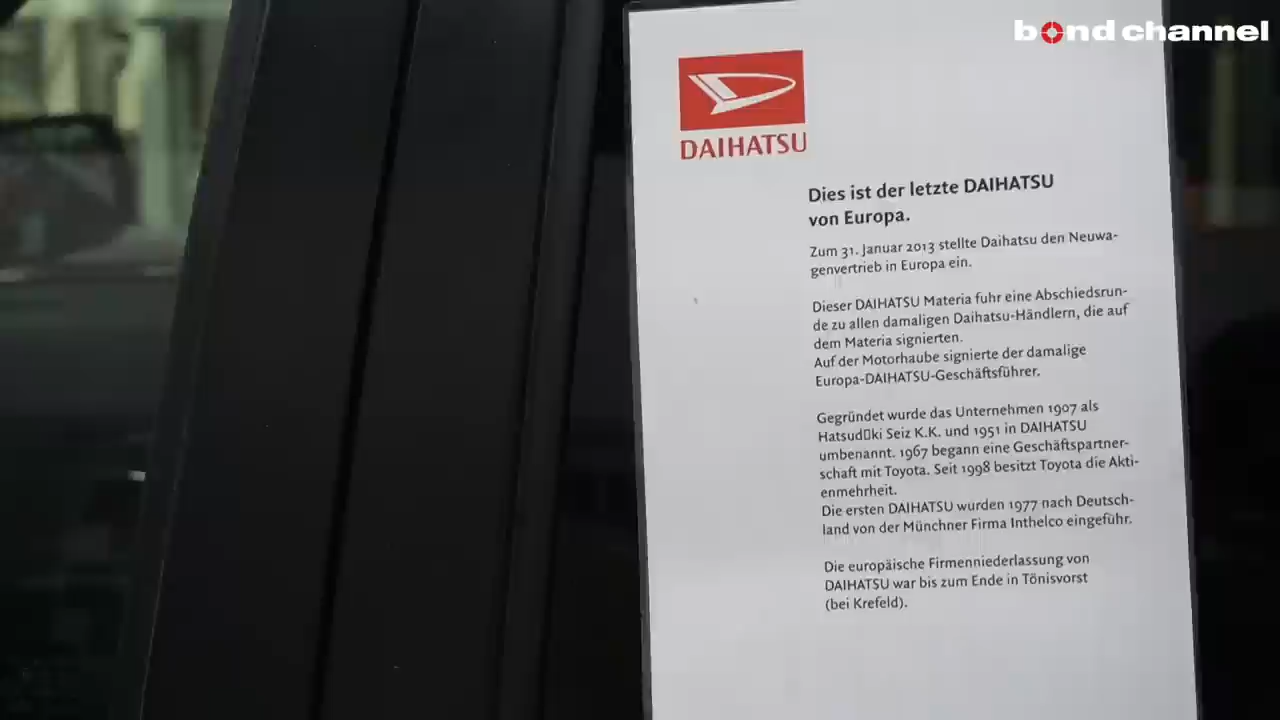 bond channel
DAIHATSU
Dies ist der letzte DAIHATSU
von Europa.
Zum 31. Januar 2013 stellte Daihatsu den Neuwa-
genvertrieb in Europa ein.
Dieser DAIHATSU Materia fuhr eine Abschiedsrun-
de zu allen damaligen Daihatsu-Händlern, die auf
dem Materia signierten.
Auf der Motorhaube signierte der damalige
Europa-DAIHATSU-Geschäftsführer.
Gegründet wurde das Unternehmen 1907 als
Hatsud▯ki Seiz K.K. und 1951 in DAIHATSU
umbenannt. 1967 begann eine Geschäftspartner-
schaft mit Toyota. Seit 1998 besitzt Toyota die Akti-
enmehrheit.
Die ersten DAIHATSU wurden 1977 nach Deutsch-
land von der Münchner Firma Inthelco eingeführ.
Die europäische Firmenniederlassung von
DAIHATSU war bis zum Ende in Tönisvorst
(bei Krefeld).